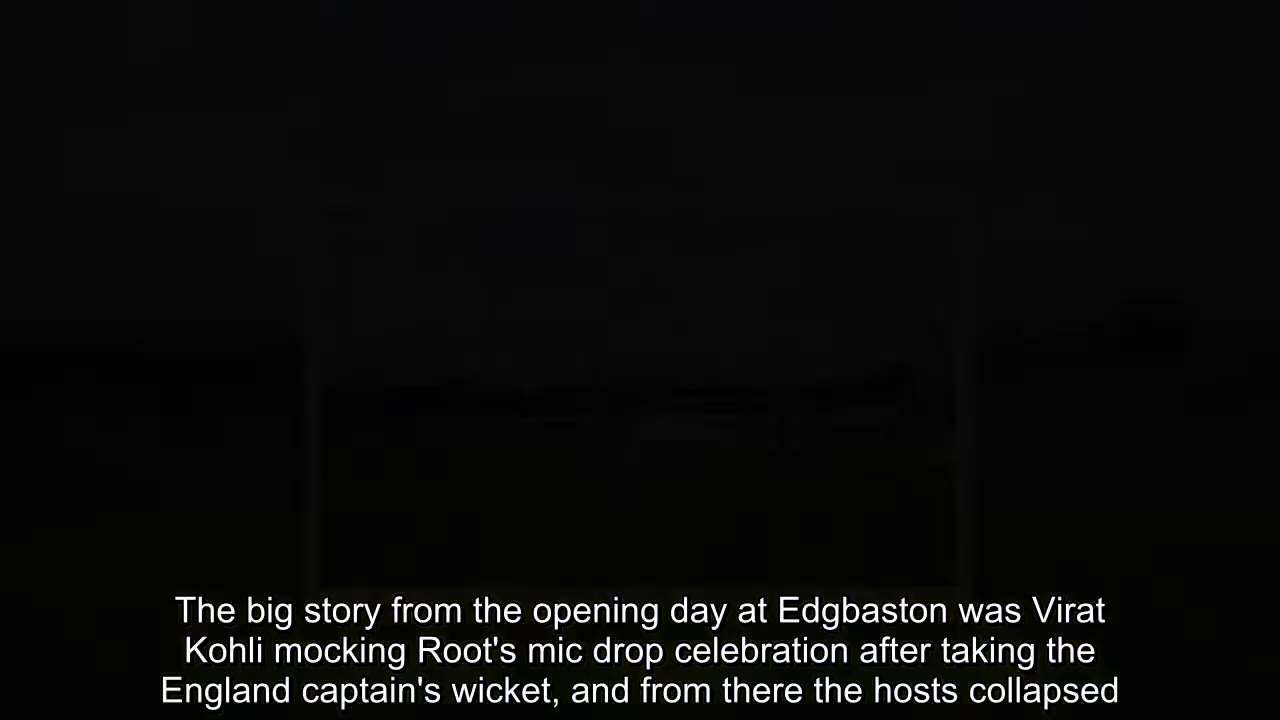 The big story from the opening day at Edgbaston was Virat
Kohli mocking Root's mic drop celebration after taking the
England captain's wicket, and from there the hosts collapsed